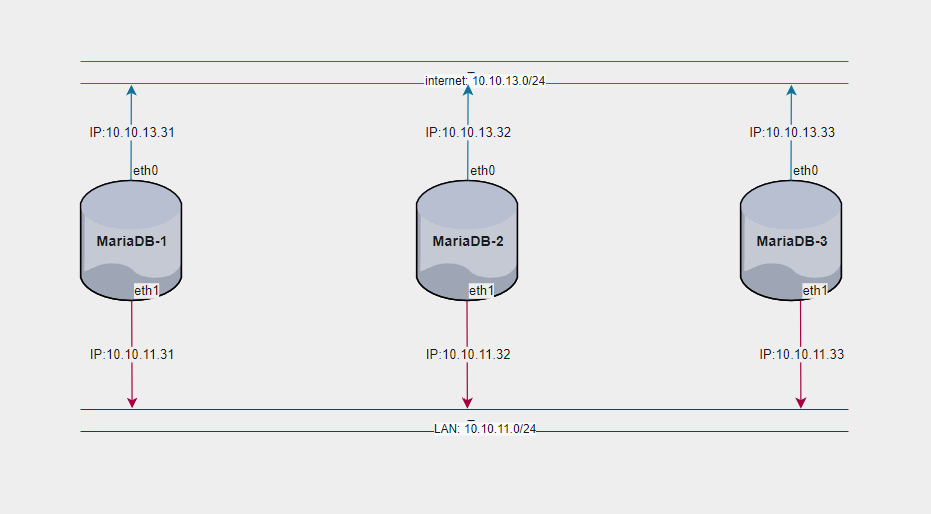 internet: 10.10.13.0/24
IP:10.10.13.31
IP:10.10.13.32
IP:10.10.13.33
eth0
eth0
eth0
MariaDB-1
MariaDB-2
MariaDB-3
eth1
eth1
eth1
IP:10.10.11.31
IP:10.10.11.32
IP:10.10.11.33
LAN: 10.10.11.0/24